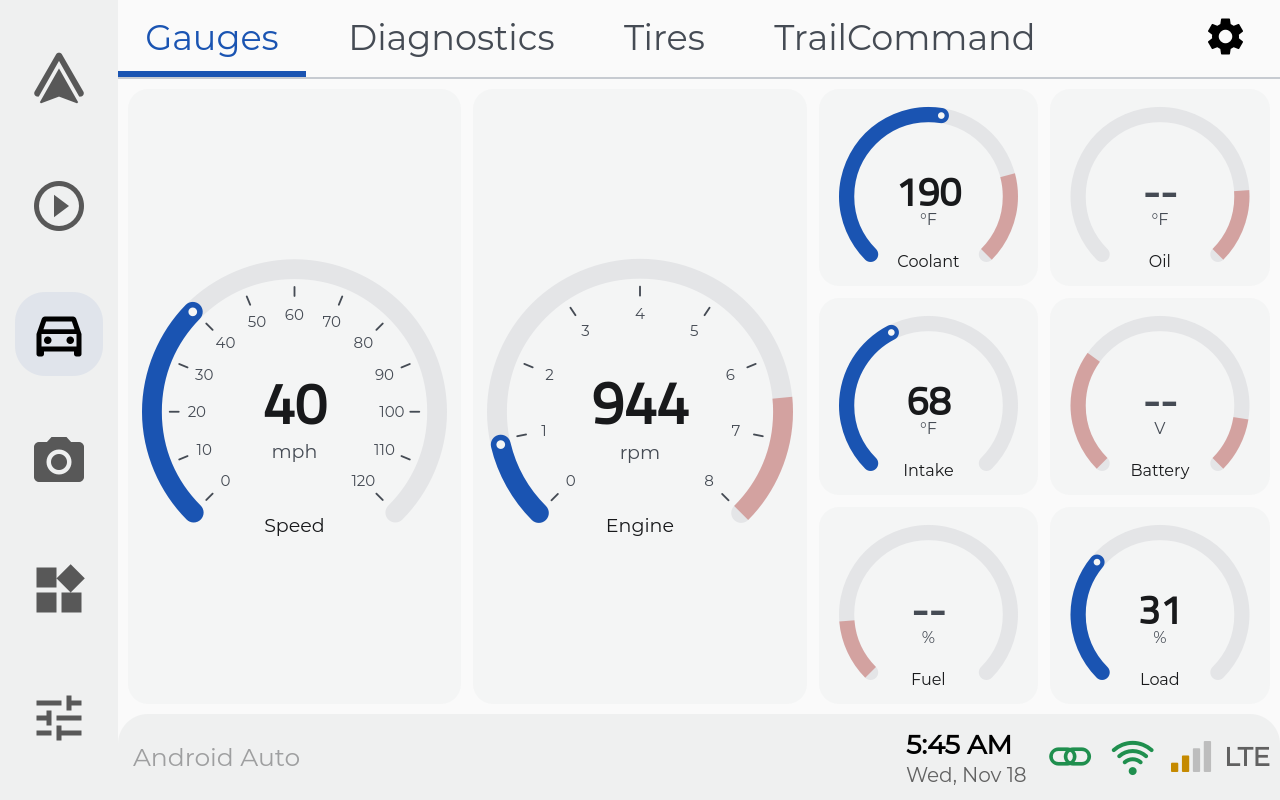 Gauges
Diagnostics
Tires
TrailCommand
0
10
20
30
40
50
60
70
80
90
100
110
120
40
mph
Speed
0
1
2
3
4
5
6
7
8
944
rpm
Engine
190
°F
Coolant
--
°F
Oil
68
°F
Intake
--
V
Battery
--
%
Fuel
31
%
Load
Android Auto
5:45 AM
Wed, Nov 18
LTE